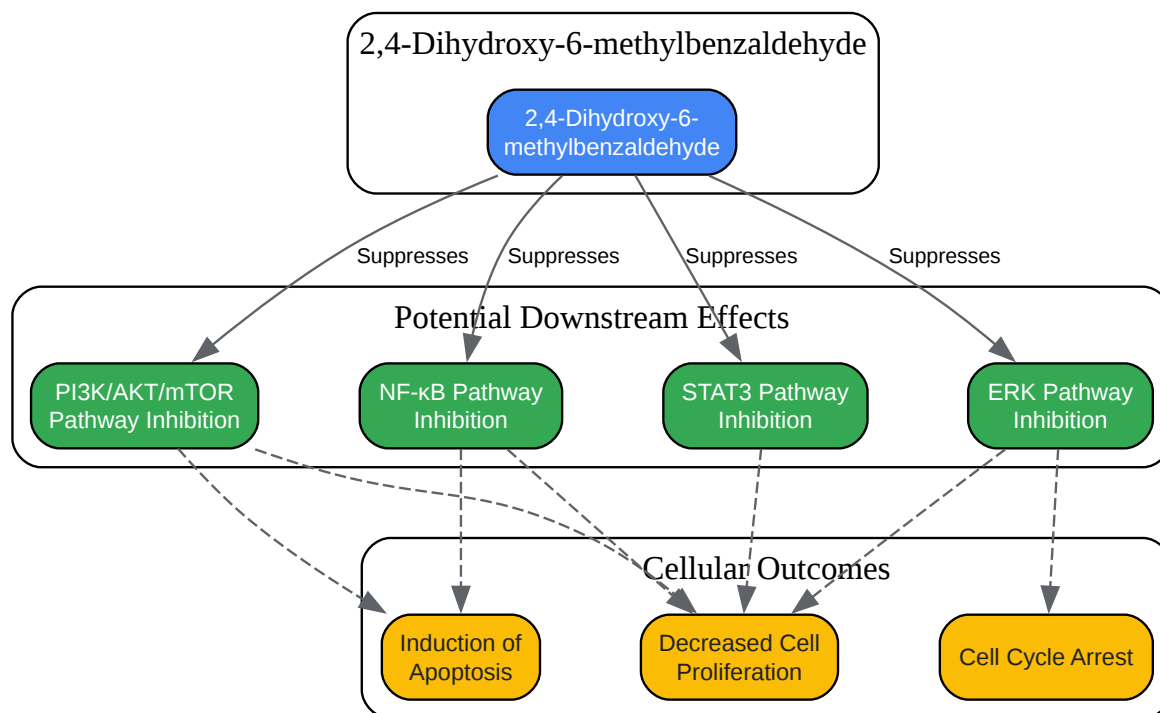 2,4-Dihydroxy-6-methylbenzaldehyde
2,4-Dihydroxy-6-
methylbenzaldehyde
Suppresses
Suppresses
Suppresses
Suppresses
Potential Downstream Effects
PI3K/AKT/mTOR
Pathway Inhibition
NF-κB Pathway
Inhibition
STAT3 Pathway
Inhibition
ERK Pathway
Inhibition
Cellular Outcomes
Induction of
Apoptosis
Decreased Cell
Proliferation
Cell Cycle Arrest